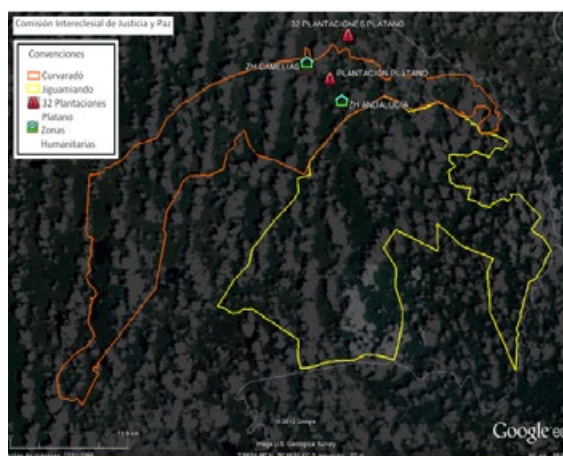 Comisión Intereclesial de Justicia y Paz
32 PLANTACIONES PLATANO
Convenciones
Curvaradó
Jiguamiando
32 Plantaciones
Platano
Zonas
Humanitarias
ZH CAMELIAS
PLANTACIÓN PLATANO
ZH ANDALUCIA
© 2012 Google
Image U.S. Geological Survey
Google